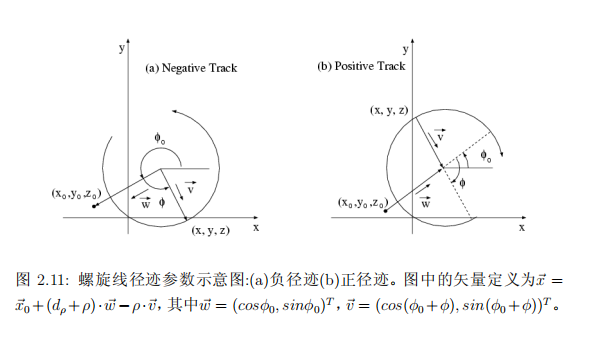 y
(a) Negative Track
ϕ₀
(x₀,y₀,z₀)
w⃗
ϕ
v⃗
(x, y, z)
x
y
(b) Positive Track
(x, y, z)
v⃗
ϕ₀
ϕ
(x₀,y₀,z₀)
w⃗
x
图 2.11: 螺旋线径迹参数示意图:(a)负径迹(b)正径迹。图中的矢量定义为x⃗ =
x⃗₀+(dᵨ+ρ)·w⃗−ρ·v⃗, 其中w⃗ = (cosϕ₀, sinϕ₀)ᵀ, v⃗ = (cos(ϕ₀+ϕ), sin(ϕ₀+ϕ))ᵀ。